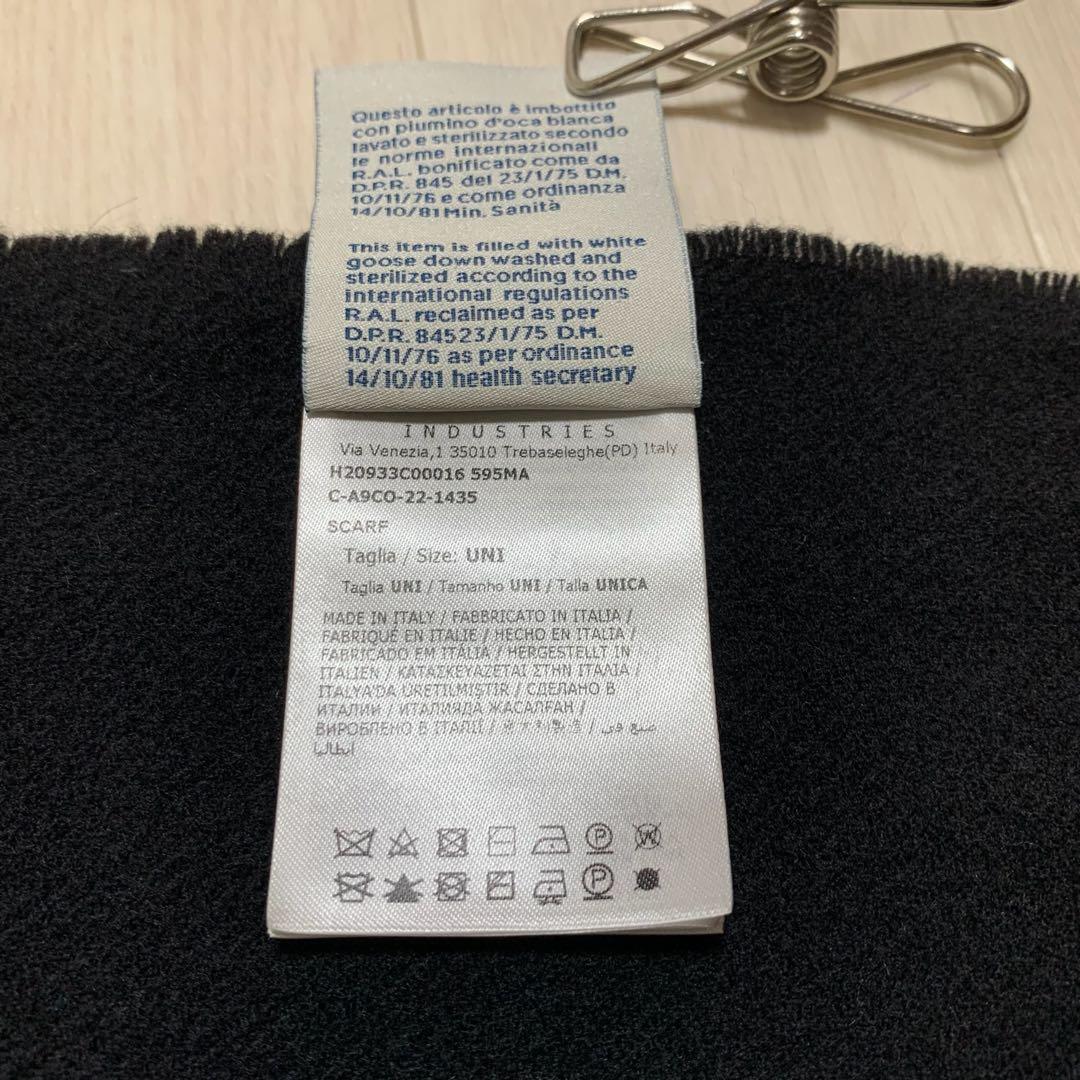 Questo articolo è imbottito
con piumino d'oca bianca
lavato e sterilizzato secondo
le norme internazionali
R.A.L. bonificato come da
D.P.R. 845 del 23/1/75 D.M.
10/11/76 e come ordinanza
14/10/81 Min. Sanità
This item is filled with white
goose down washed and
sterilized according to the
international regulations
R.A.L. reclaimed as per
D.P.R. 84523/1/75 D.M.
10/11/76 as per ordinance
14/10/81 health secretary
INDUSTRIES
Via Venezia,1 35010 Trebaseleghe(PD) Italy
H20933C00016 595MA
C-A9CO-22-1435
SCARF
Taglia / Size: UNI
Taglia UNI / Tamanho UNI / Talla UNICA
MADE IN ITALY / FABBRICATO IN ITALIA /
FABRIQUÉ EN ITALIE / HECHO EN ITALIA /
FABRICADO EM ITÁLIA / HERGESTELLT IN
ITALIEN / ΚΑΤΑΣΚΕΥΑΖΕΤΑΙ ΣΤΗΝ ΙΤΑΛΙΑ /
ITALYA'DA ÜRETILMIŞTIR / СДЕЛАНО В
ИТАЛИИ / ИТАЛИЯДА ЖАСАЛҒАН /
ВИРОБЛЕНО В ІТАЛІЇ / / صنع في
ايطاليا
P W
P